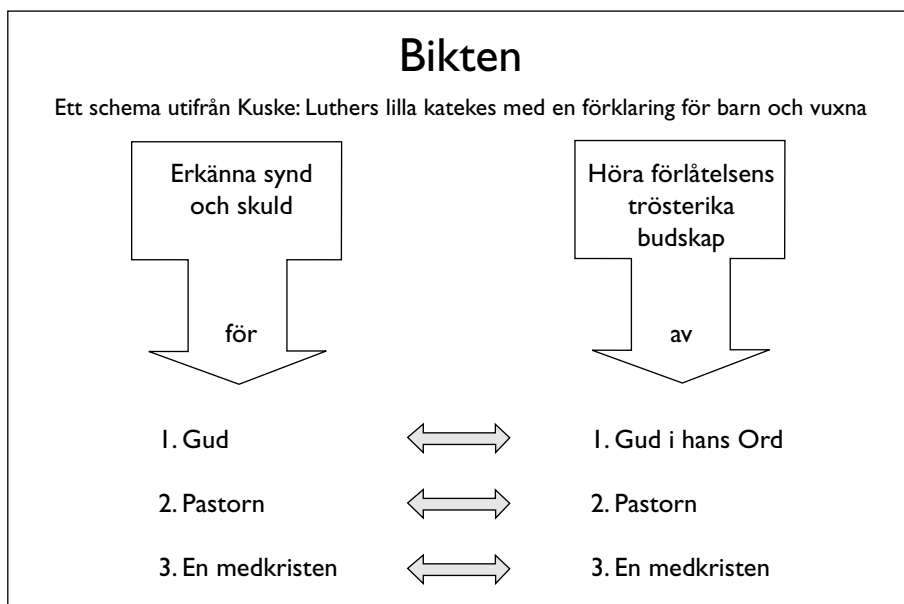 Bikten
Ett schema utifrån Kuske: Luthers lilla katekes med en förklaring för barn och vuxna
Erkänna synd
och skuld
för
Höra förlåtelsens
trösterika
budskap
av
1. Gud
1. Gud i hans Ord
2. Pastorn
2. Pastorn
3. En medkristen
3. En medkristen